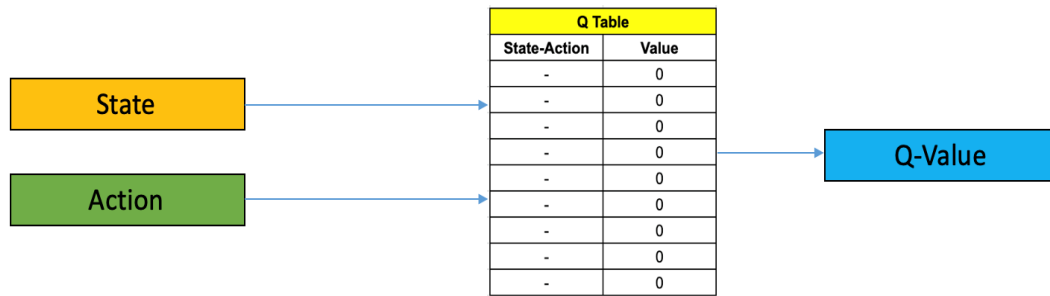 Q Table
State-Action Value
- 0
- 0
- 0
- 0
- 0
- 0
- 0
- 0
- 0
State
Action
Q-Value